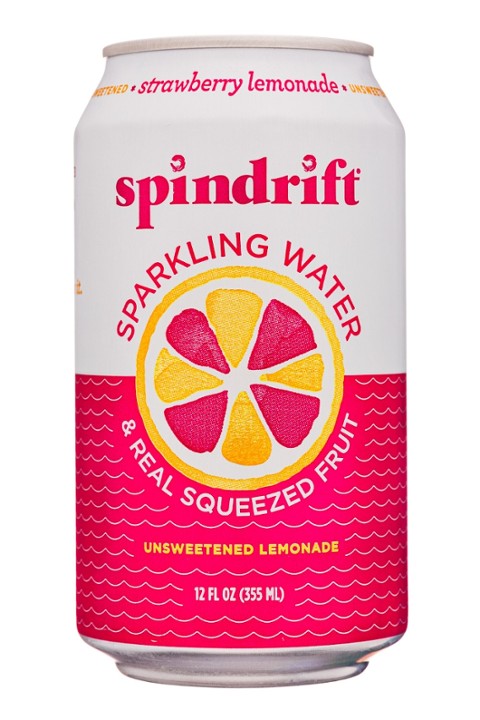 strawberry lemonade
spindrift
SPARKLING WATER
& REAL SQUEEZED FRUIT
UNSWEETENED LEMONADE
12 FL OZ (355 ML)